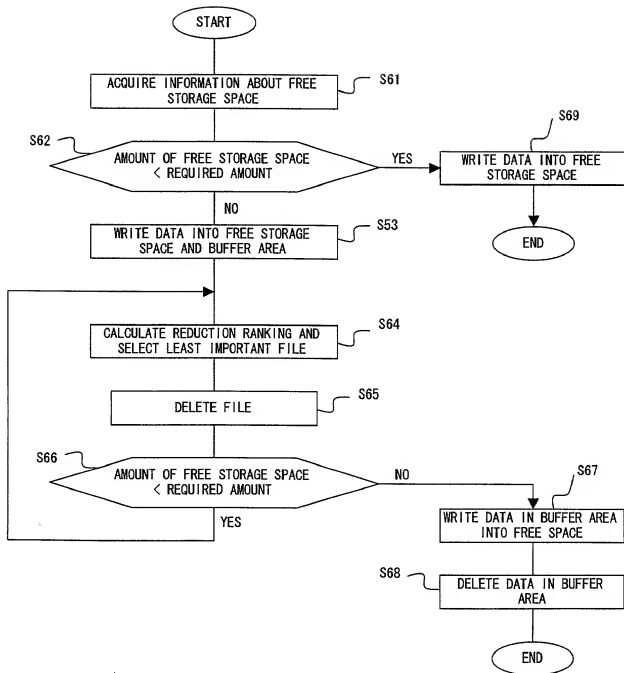 START
ACQUIRE INFORMATION ABOUT FREE
STORAGE SPACE
S61
S62
AMOUNT OF FREE STORAGE SPACE
< REQUIRED AMOUNT
YES
S69
WRITE DATA INTO FREE
STORAGE SPACE
NO
END
WRITE DATA INTO FREE STORAGE
SPACE AND BUFFER AREA
S53
CALCULATE REDUCTION RANKING AND
SELECT LEAST IMPORTANT FILE
S64
DELETE FILE
S65
S66
AMOUNT OF FREE STORAGE SPACE
< REQUIRED AMOUNT
NO
YES
S67
WRITE DATA IN BUFFER AREA
INTO FREE SPACE
S68
DELETE DATA IN BUFFER
AREA
END